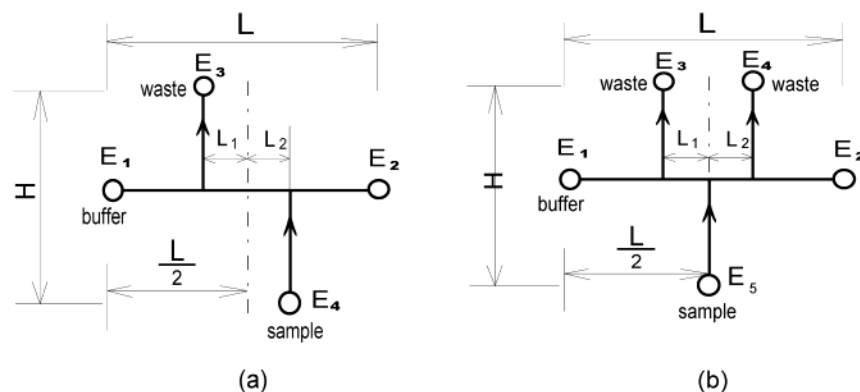 L
E₃
waste
L₁
L₂
E₁
E₂
H
buffer
L
2
E₄
sample
(a)
L
E₃
E₄
waste
waste
L₁
L₂
E₁
E₂
H
buffer
L
2
E₅
sample
(b)